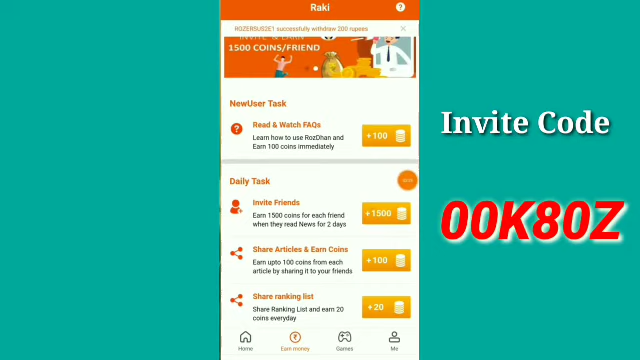 Raki
ROZERBUS2E1 successfully withdraw 200 rupees
INVITE & EARN
1500 COINS/FRIEND
NewUser Task
Read & Watch FAQs
Learn how to use RozDhan and
Earn 100 coins immediately
+100
Daily Task
Invite Friends
Earn 1500 coins for each friend
when they read News for 2 days
+1500
Share Articles & Earn Coins
Earn upto 100 coins from each
article by sharing it to your friends
+100
Share ranking list
Share Ranking List and earn 20
coins everyday
+20
Home
Earn money
Games
Me
Invite Code
00K80Z